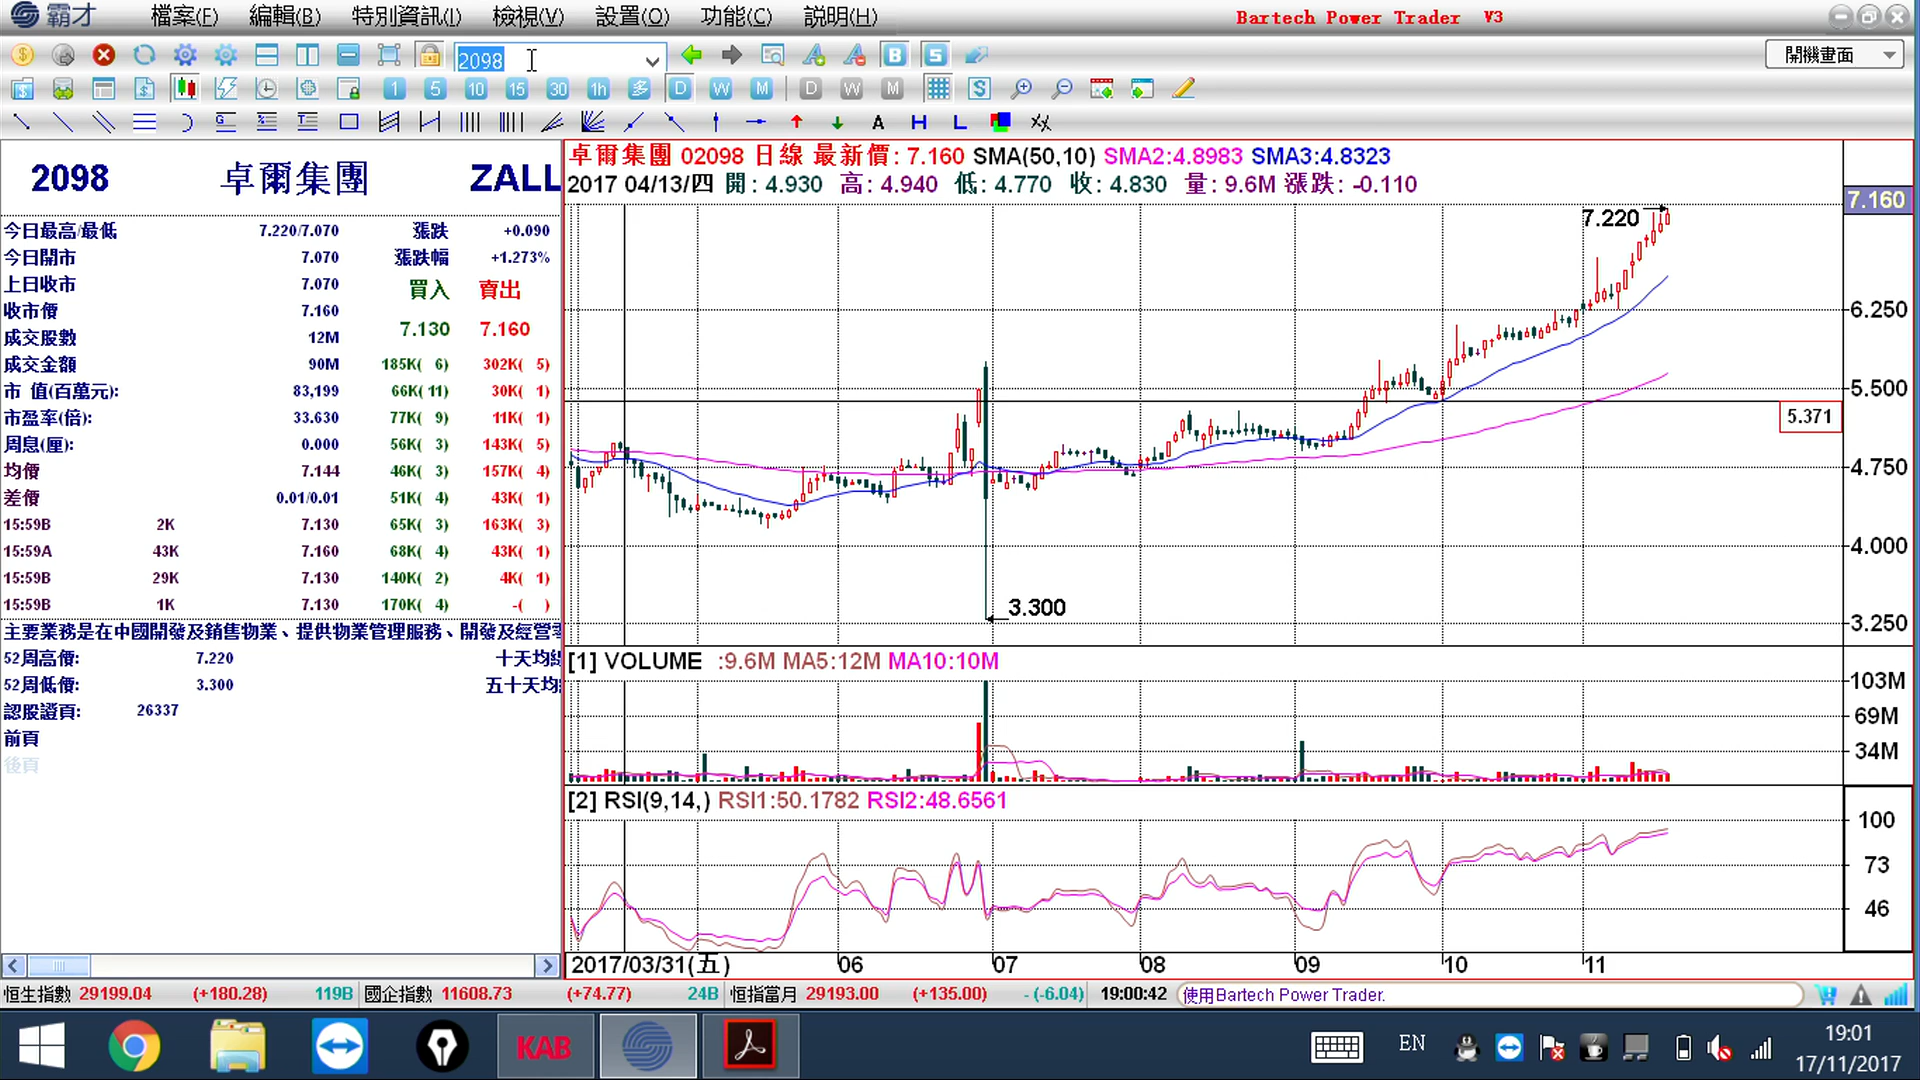 霸才 檔案(F) 編輯(B) 特別資訊(I) 檢視(V) 設置(O) 功能(C) 説明(H) Bartech Power Trader V3
2098 B S 開機畫面
1 5 10 15 30 1h D W M D W M S
A H L
2098 卓爾集團 ZALL
今日最高/最低 7.220/7.070 漲跌 +0.090
今日開市 7.070 漲跌幅 +1.273%
上日收市 7.070 買入 賣出
收市價 7.160 7.130 7.160
成交股數 12M
成交金額 90M 185K( 6) 302K( 5)
市 值(百萬元): 83,199 66K( 11) 30K( 1)
市盈率(倍): 33.630 77K( 9) 11K( 1)
周息(厘): 0.000 56K( 3) 143K( 5)
均價 7.144 46K( 3) 157K( 4)
差價 0.01/0.01 51K( 4) 43K( 1)
15:59B 2K 7.130 65K( 3) 163K( 3)
15:59A 43K 7.160 68K( 4) 43K( 1)
15:59B 29K 7.130 140K( 2) 4K( 1)
15:59B 1K 7.130 170K( 4) -( )
主要業務是在中國開發及銷售物業、提供物業管理服務、開發及經營
52周高價: 7.220 十天均
52周低價: 3.300 五十天均
認股證頁: 26337
前頁
後頁
卓爾集團 02098 日線 最新價: 7.160 SMA(50,10) SMA2:4.8983 SMA3:4.8323
2017 04/13/四 開: 4.930 高: 4.940 低: 4.770 收: 4.830 量: 9.6M 漲跌: -0.110
7.160
7.220
6.250
5.500
5.371
4.750
4.000
3.300
3.250
[1] VOLUME :9.6M MA5:12M MA10:10M
103M
69M
34M
[2] RSI(9,14,) RSI1:50.1782 RSI2:48.6561
100
73
46
2017/03/31(五) 06 07 08 09 10 11
恒生指數 29199.04 (+180.28) 119B 國企指數 11608.73 (+74.77) 24B 恒指當月 29193.00 (+135.00) - (-6.04) 19:00:42 使用Bartech Power Trader.
KAB EN 19:01
17/11/2017